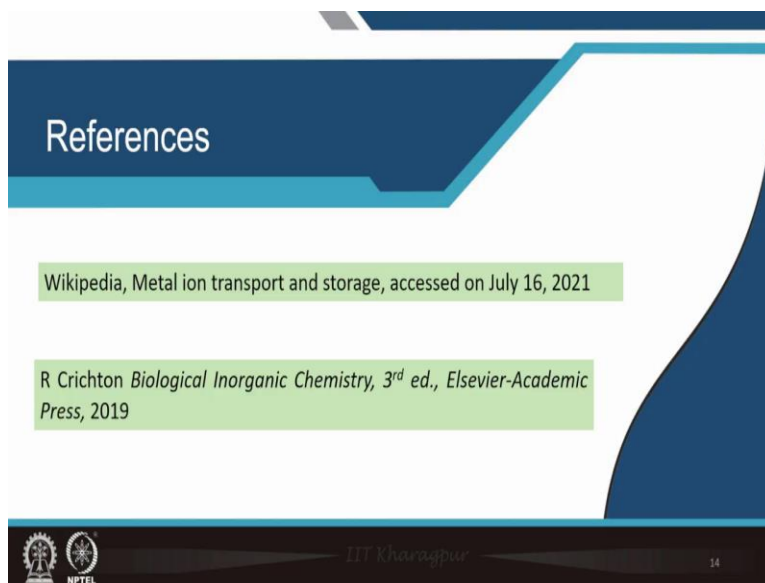 References
Wikipedia, Metal ion transport and storage, accessed on July 16, 2021
R Crichton Biological Inorganic Chemistry, 3rd ed., Elsevier-Academic
Press, 2019
IIT Kharagpur
NPTEL
14